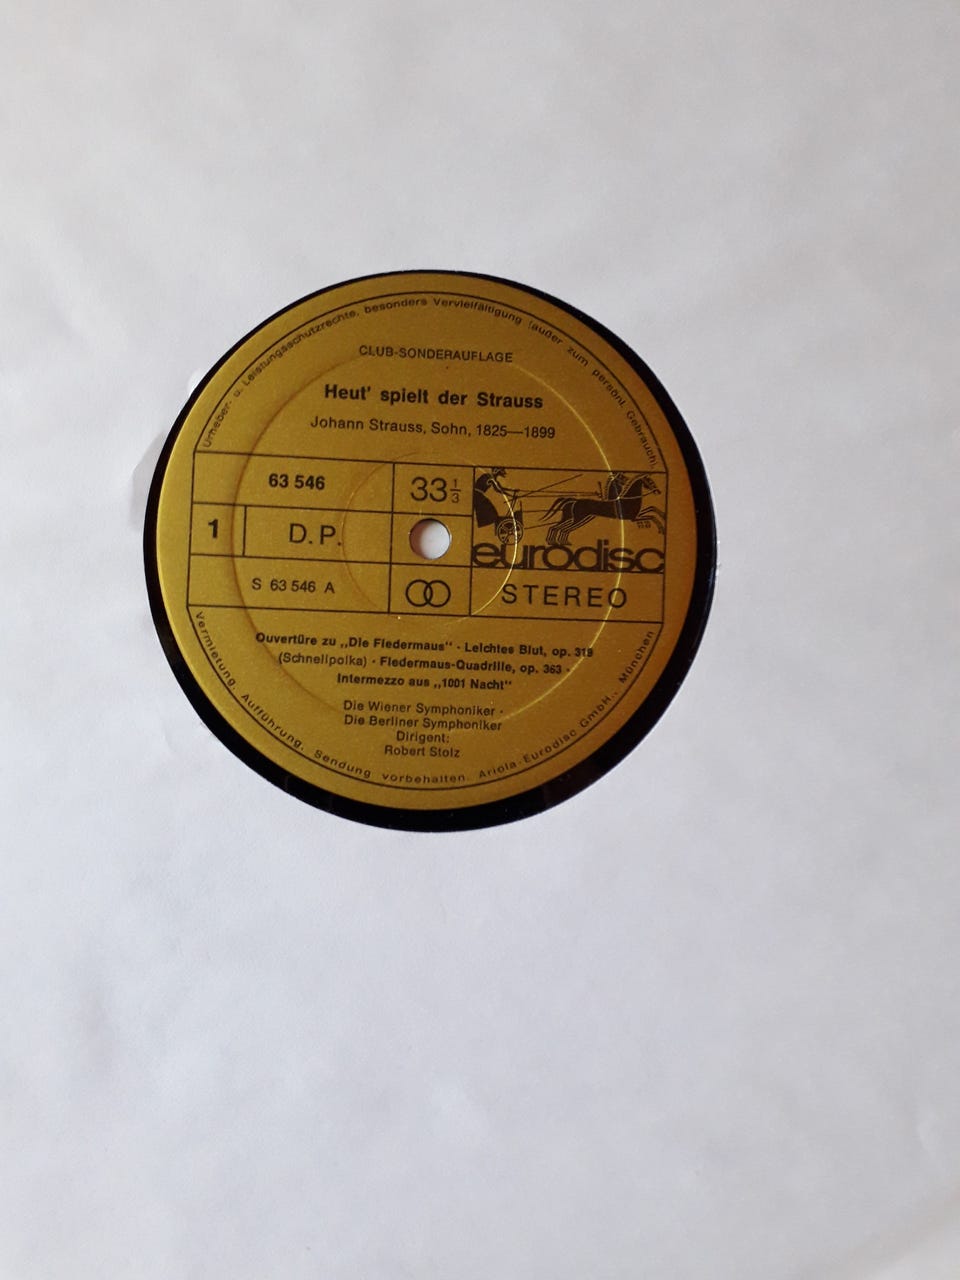 Urheber- u. Leistungsschutzrechte, besonders Vervielfältigung (außer zum persönl. Gebrauch),
CLUB-SONDERAUFLAGE
Heut' spielt der Strauss
Johann Strauss, Sohn, 1825—1899
63 546
33 1/3
1
D.P.
eurodisc
S 63 546 A
STEREO
Ouvertüre zu „Die Fledermaus" · Leichtes Blut, op. 319
(Schnellpolka) · Fledermaus-Quadrille, op. 363 ·
Intermezzo aus „1001 Nacht"
Die Wiener Symphoniker ·
Die Berliner Symphoniker
Dirigent:
Robert Stolz
Vermietung, Aufführung, Sendung vorbehalten. Ariola-Eurodisc GmbH., München